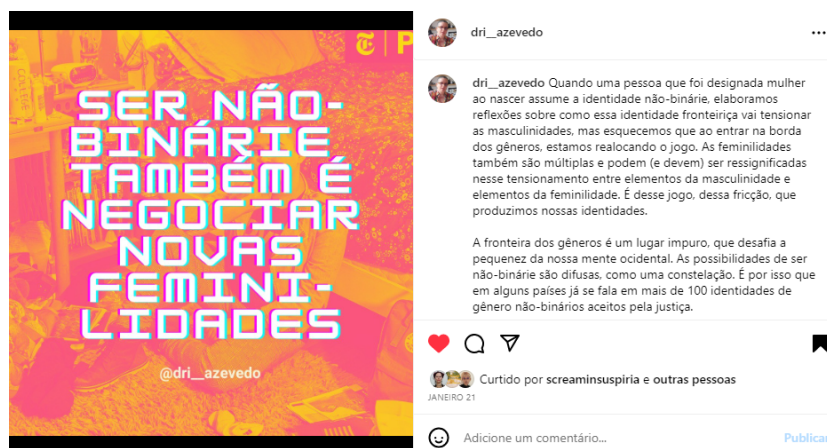 SER NÃO-
BINÁRIE
TAMBÉM É
NEGOCIAR
NOVAS
FEMINI-
LIDADES
@dri__azevedo
dri__azevedo
dri__azevedo Quando uma pessoa que foi designada mulher
ao nascer assume a identidade não-binárie, elaboramos
reflexões sobre como essa identidade fronteiriça vai tensionar
as masculinidades, mas esquecemos que ao entrar na borda
dos gêneros, estamos realocando o jogo. As feminilidades
também são múltiplas e podem (e devem) ser ressignificadas
nesse tensionamento entre elementos da masculinidade e
elementos da feminilidade. É desse jogo, dessa fricção, que
produzimos nossas identidades.
A fronteira dos gêneros é um lugar impuro, que desafia a
pequenez da nossa mente ocidental. As possibilidades de ser
não-binárie são difusas, como uma constelação. É por isso que
em alguns países já se fala em mais de 100 identidades de
gênero não-binários aceitos pela justiça.
Curtido por screaminsuspiria e outras pessoas
JANEIRO 21
Adicione um comentário...